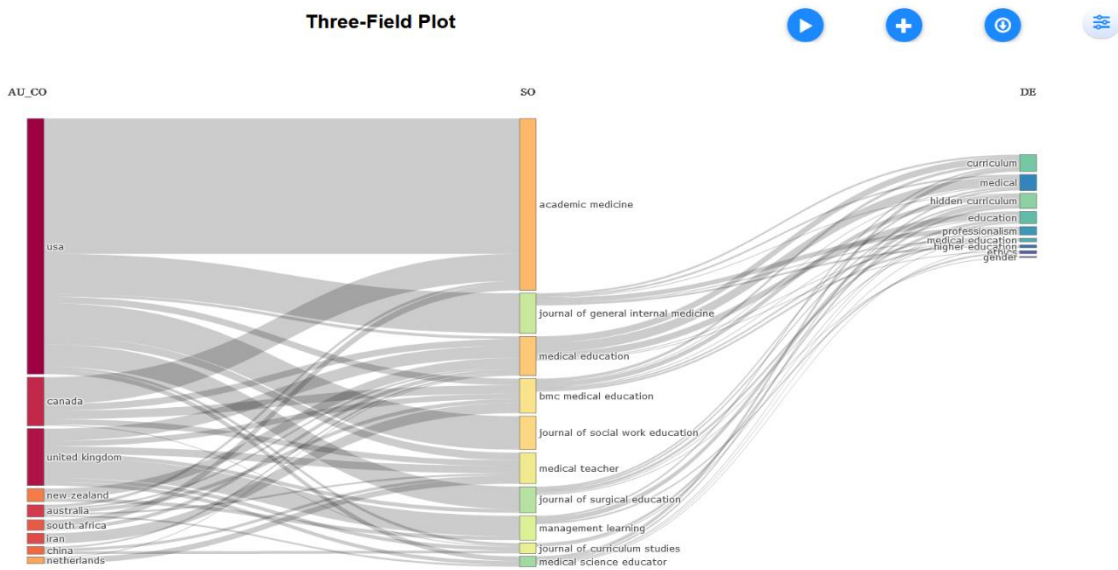 Three-Field Plot
AU_CO
SO
DE
usa
canada
united kingdom
new zealand
australia
south africa
iran
china
netherlands
academic medicine
journal of general internal medicine
medical education
bmc medical education
journal of social work education
medical teacher
journal of surgical education
management learning
journal of curriculum studies
medical science educator
curriculum
medical
hidden curriculum
education
professionalism
medical education
higher education
ethics
gender